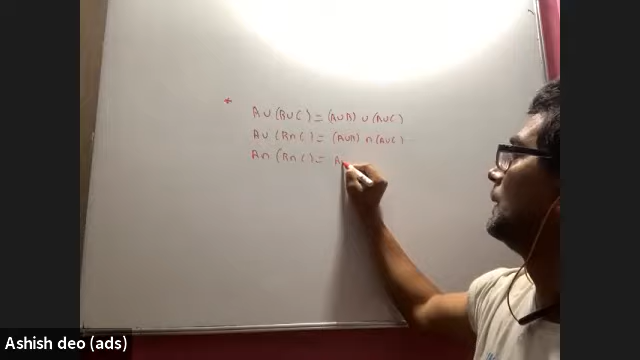 *
A ∪ (B ∪ C) = (A ∪ B) ∪ (A ∪ C)
A ∪ (B ∩ C) = (A ∪ B) ∩ (A ∪ C)
A ∩ (B ∩ C) = A
Ashish deo (ads)